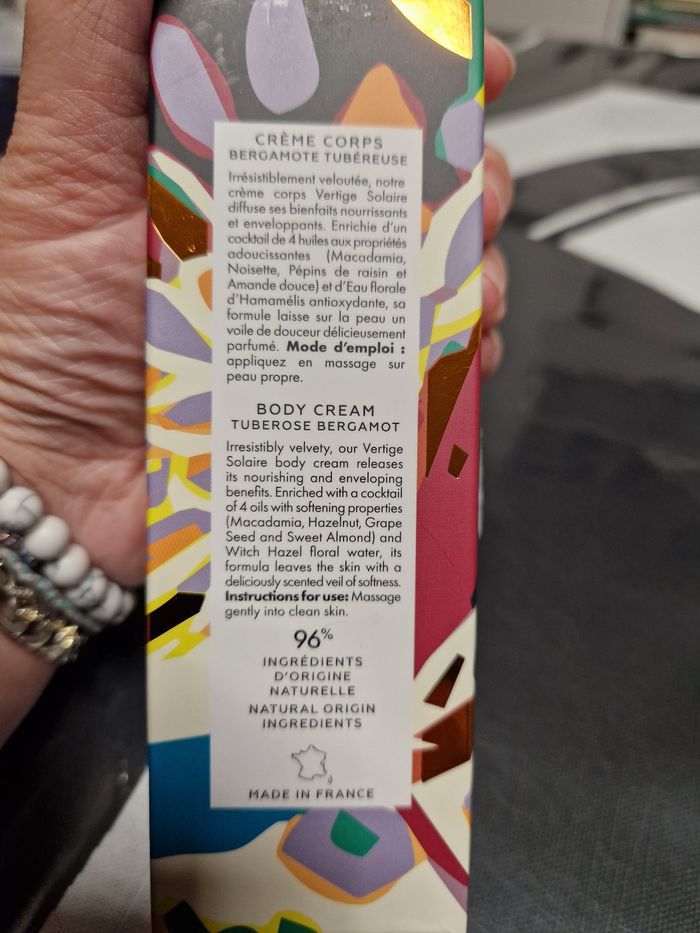 CRÈME CORPS
BERGAMOTE TUBÉREUSE
Irrésistiblement veloutée, notre
crème corps Vertige Solaire
diffuse ses bienfaits nourrissants
et enveloppants. Enrichie d'un
cocktail de 4 huiles aux propriétés
adoucissantes (Macadamia,
Noisette, Pépins de raisin et
Amande douce) et d'Eau florale
d'Hamamélis antioxydante, sa
formule laisse sur la peau un
voile de douceur délicieusement
parfumé. Mode d'emploi :
appliquez en massage sur
peau propre.
BODY CREAM
TUBEROSE BERGAMOT
Irresistibly velvety, our Vertige
Solaire body cream releases
its nourishing and enveloping
benefits. Enriched with a cocktail
of 4 oils with softening properties
(Macadamia, Hazelnut, Grape
Seed and Sweet Almond) and
Witch Hazel floral water, its
formula leaves the skin with a
deliciously scented veil of softness.
Instructions for use: Massage
gently into clean skin.
96%
INGRÉDIENTS
D'ORIGINE
NATURELLE
NATURAL ORIGIN
INGREDIENTS
MADE IN FRANCE